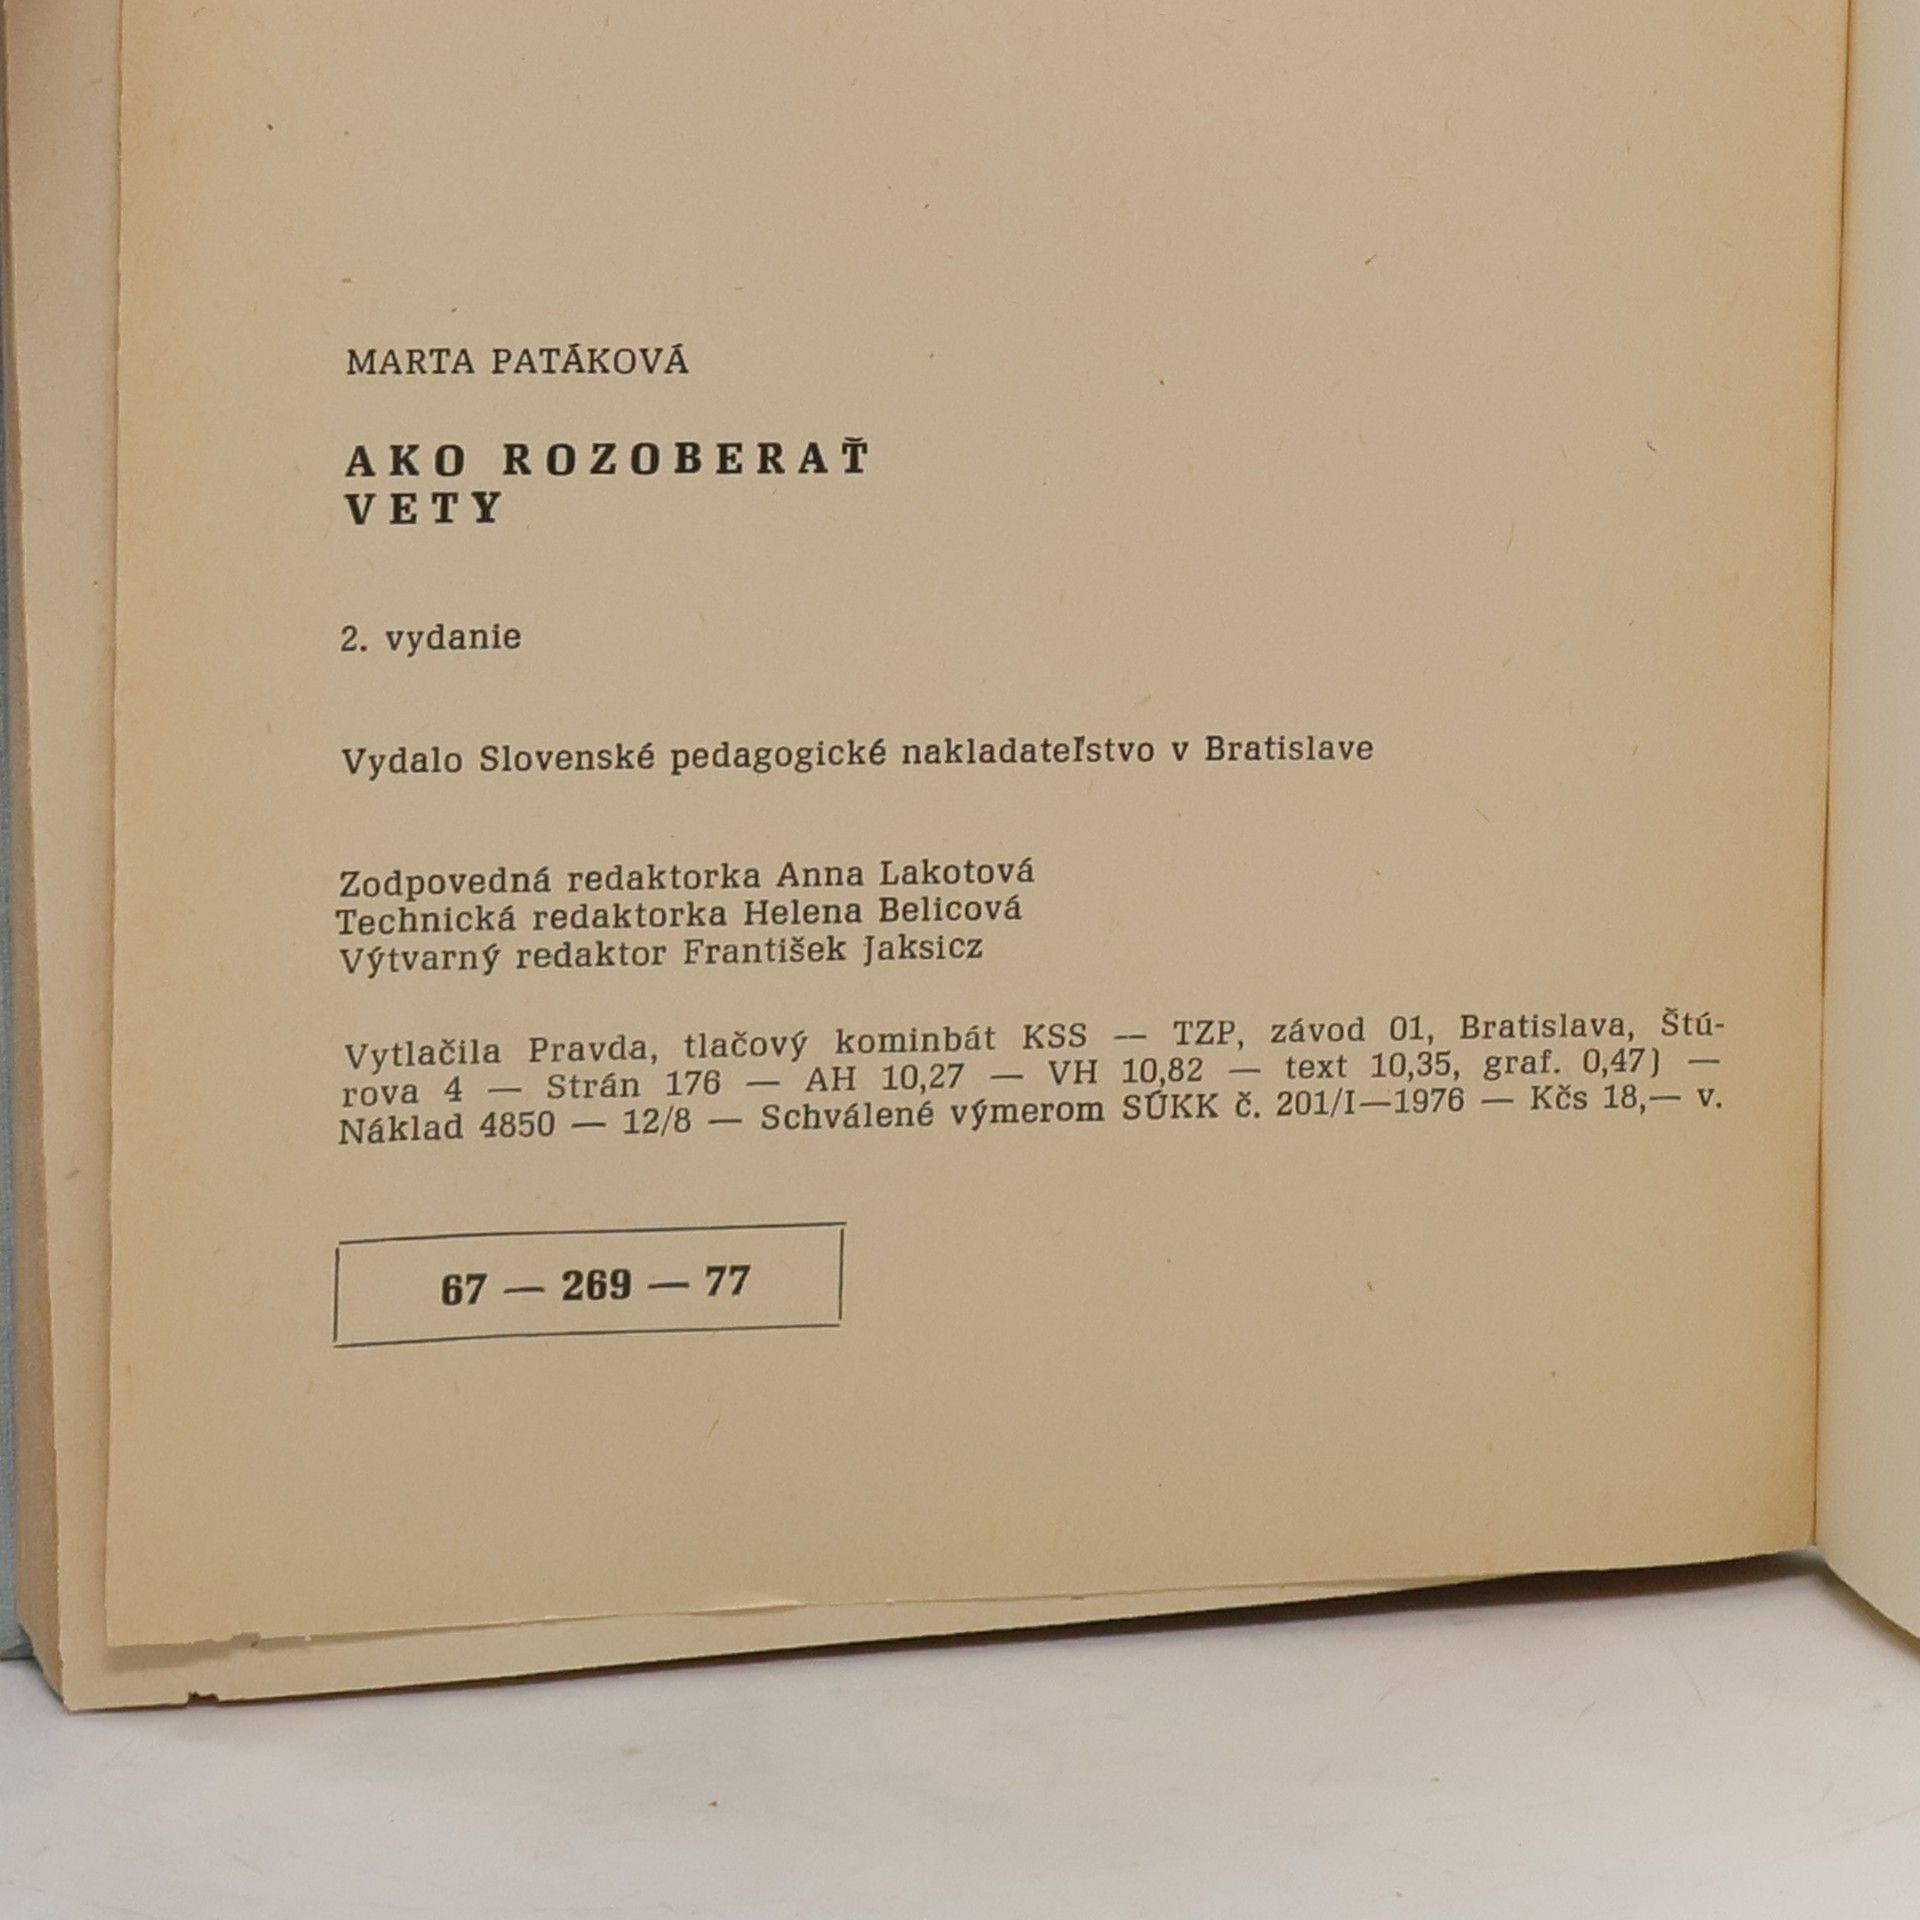 MARTA PATÁKOVÁ
AKO ROZOBERAŤ
VETY
2. vydanie
Vydalo Slovenské pedagogické nakladateľstvo v Bratislave
Zodpovedná redaktorka Anna Lakotová
Technická redaktorka Helena Belicová
Výtvarný redaktor František Jaksicz
Vytlačila Pravda, tlačový kominbát KSS — TZP, závod 01, Bratislava, Štú-
rova 4 — Strán 176 — AH 10,27 — VH 10,82 — text 10,35, graf. 0,47) —
Náklad 4850 — 12/8 — Schválené výmerom SÚKK č. 201/I—1976 — Kčs 18,— v.
67 — 269 — 77